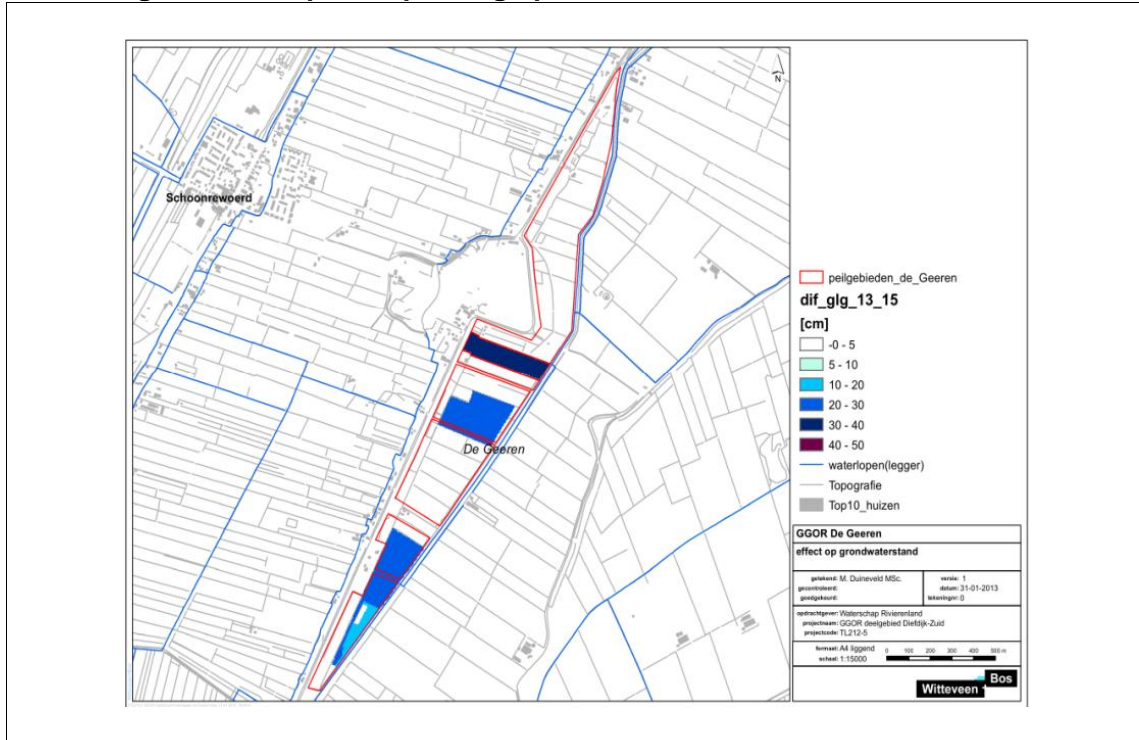 N
Schoonrewoerd
De Geeren
peilgebieden_de_Geeren
dif_glg_13_15
[cm]
-0 - 5
5 - 10
10 - 20
20 - 30
30 - 40
40 - 50
waterlopen(legger)
Topografie
Top10_huizen
GGOR De Geeren
effect op grondwaterstand
getekend: M. Duineveld MSc.
gecontroleerd:
goedgekeurd:
versie: 1
datum: 31-01-2013
tekeningnr: 0
opdrachtgever: Waterschap Rivierenland
projectnaam: GGOR deelgebied Diefdijk-Zuid
projectcode: TL212-5
formaat: A4 liggend
schaal: 1:15000
0 100 200 300 400 500 m
Witteveen + Bos